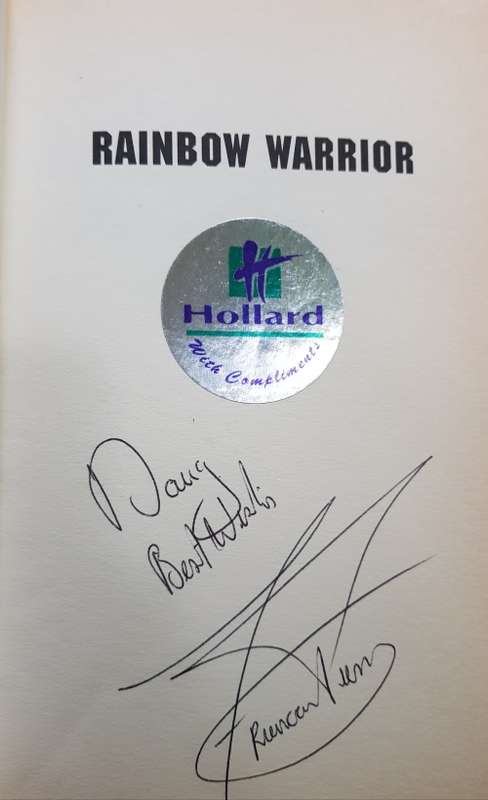 RAINBOW WARRIOR
Hollard
With Compliments
Best Wishes